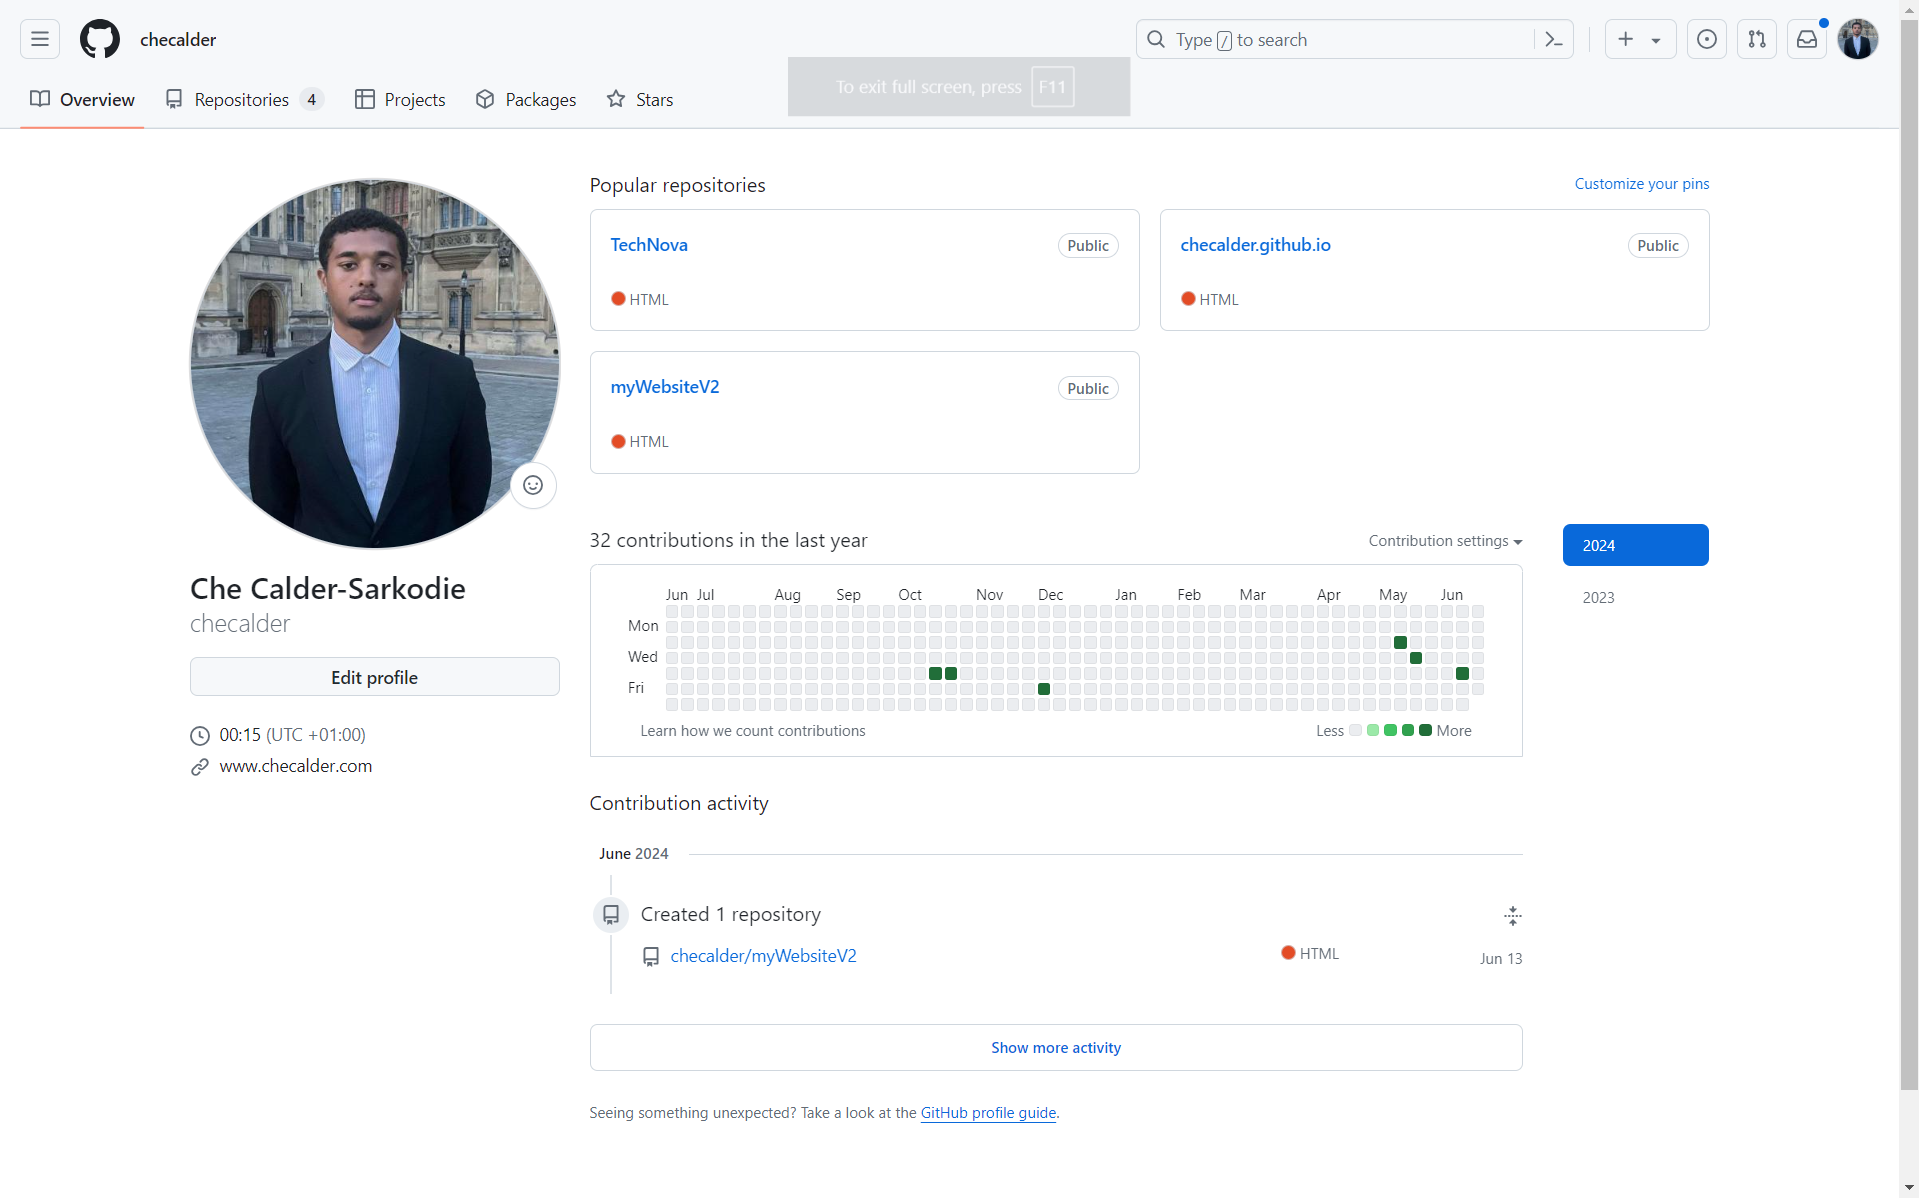 checalder
Type / to search
To exit full screen, press F11
Overview
Repositories 4
Projects
Packages
Stars
Che Calder-Sarkodie
checalder
Edit profile
00:15 (UTC +01:00)
www.checalder.com
Popular repositories
Customize your pins
TechNova
Public
HTML
checalder.github.io
Public
HTML
myWebsiteV2
Public
HTML
32 contributions in the last year
Contribution settings
2024
2023
Jun Jul Aug Sep Oct Nov Dec Jan Feb Mar Apr May Jun
Mon
Wed
Fri
Learn how we count contributions
Less More
Contribution activity
June 2024
Created 1 repository
checalder/myWebsiteV2
HTML
Jun 13
Show more activity
Seeing something unexpected? Take a look at the GitHub profile guide.